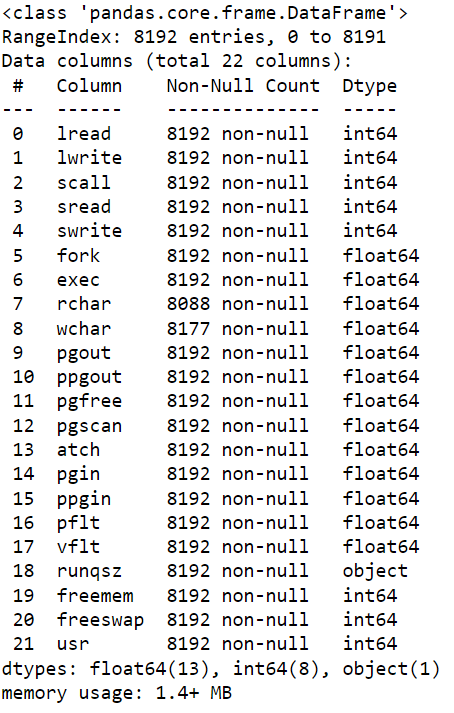 <class 'pandas.core.frame.DataFrame'>
RangeIndex: 8192 entries, 0 to 8191
Data columns (total 22 columns):
 #   Column    Non-Null Count  Dtype
---  ------    --------------  -----
 0   lread     8192 non-null   int64
 1   lwrite    8192 non-null   int64
 2   scall     8192 non-null   int64
 3   sread     8192 non-null   int64
 4   swrite    8192 non-null   int64
 5   fork      8192 non-null   float64
 6   exec      8192 non-null   float64
 7   rchar     8088 non-null   float64
 8   wchar     8177 non-null   float64
 9   pgout     8192 non-null   float64
 10  ppgout    8192 non-null   float64
 11  pgfree    8192 non-null   float64
 12  pgscan    8192 non-null   float64
 13  atch      8192 non-null   float64
 14  pgin      8192 non-null   float64
 15  ppgin     8192 non-null   float64
 16  pflt      8192 non-null   float64
 17  vflt      8192 non-null   float64
 18  runqsz    8192 non-null   object
 19  freemem   8192 non-null   int64
 20  freeswap  8192 non-null   int64
 21  usr       8192 non-null   int64
dtypes: float64(13), int64(8), object(1)
memory usage: 1.4+ MB